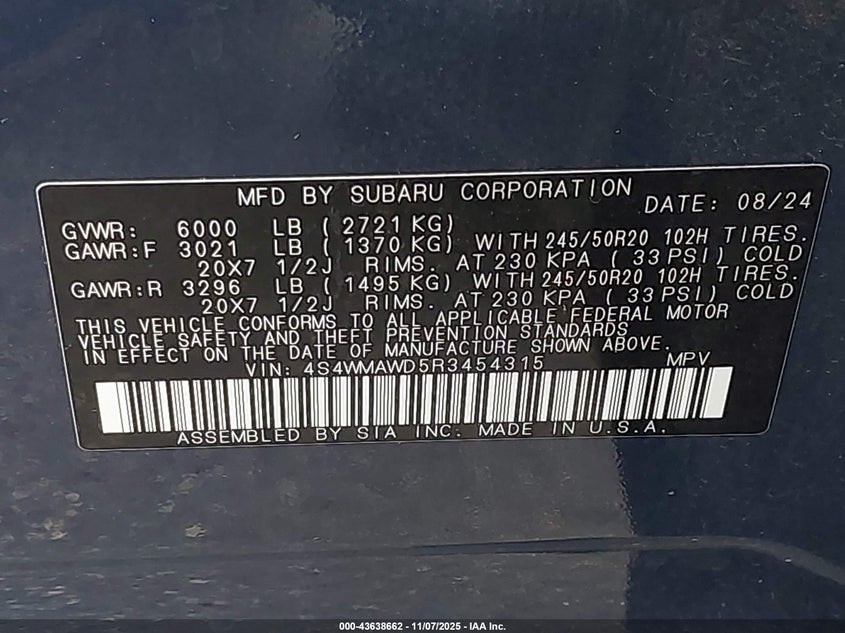 MFD BY SUBARU CORPORATION DATE: 08/24
GVWR: 6000 LB ( 2721 KG)
GAWR:F 3021 LB ( 1370 KG) WITH 245/50R20 102H TIRES.
20X7 1/2J RIMS. AT 230 KPA ( 33 PSI) COLD
GAWR:R 3296 LB ( 1495 KG) WITH 245/50R20 102H TIRES.
20X7 1/2J RIMS. AT 230 KPA ( 33 PSI) COLD
THIS VEHICLE CONFORMS TO ALL APPLICABLE FEDERAL MOTOR
VEHICLE SAFETY AND THEFT PREVENTION STANDARDS
IN EFFECT ON THE DATE OF MANUFACTURE SHOWN ABOVE.
VIN: 4S4WMAWD5R3454315 MPV
ASSEMBLED BY SIA INC. MADE IN U.S.A.
000-43638662 - 11/07/2025 - IAA Inc.